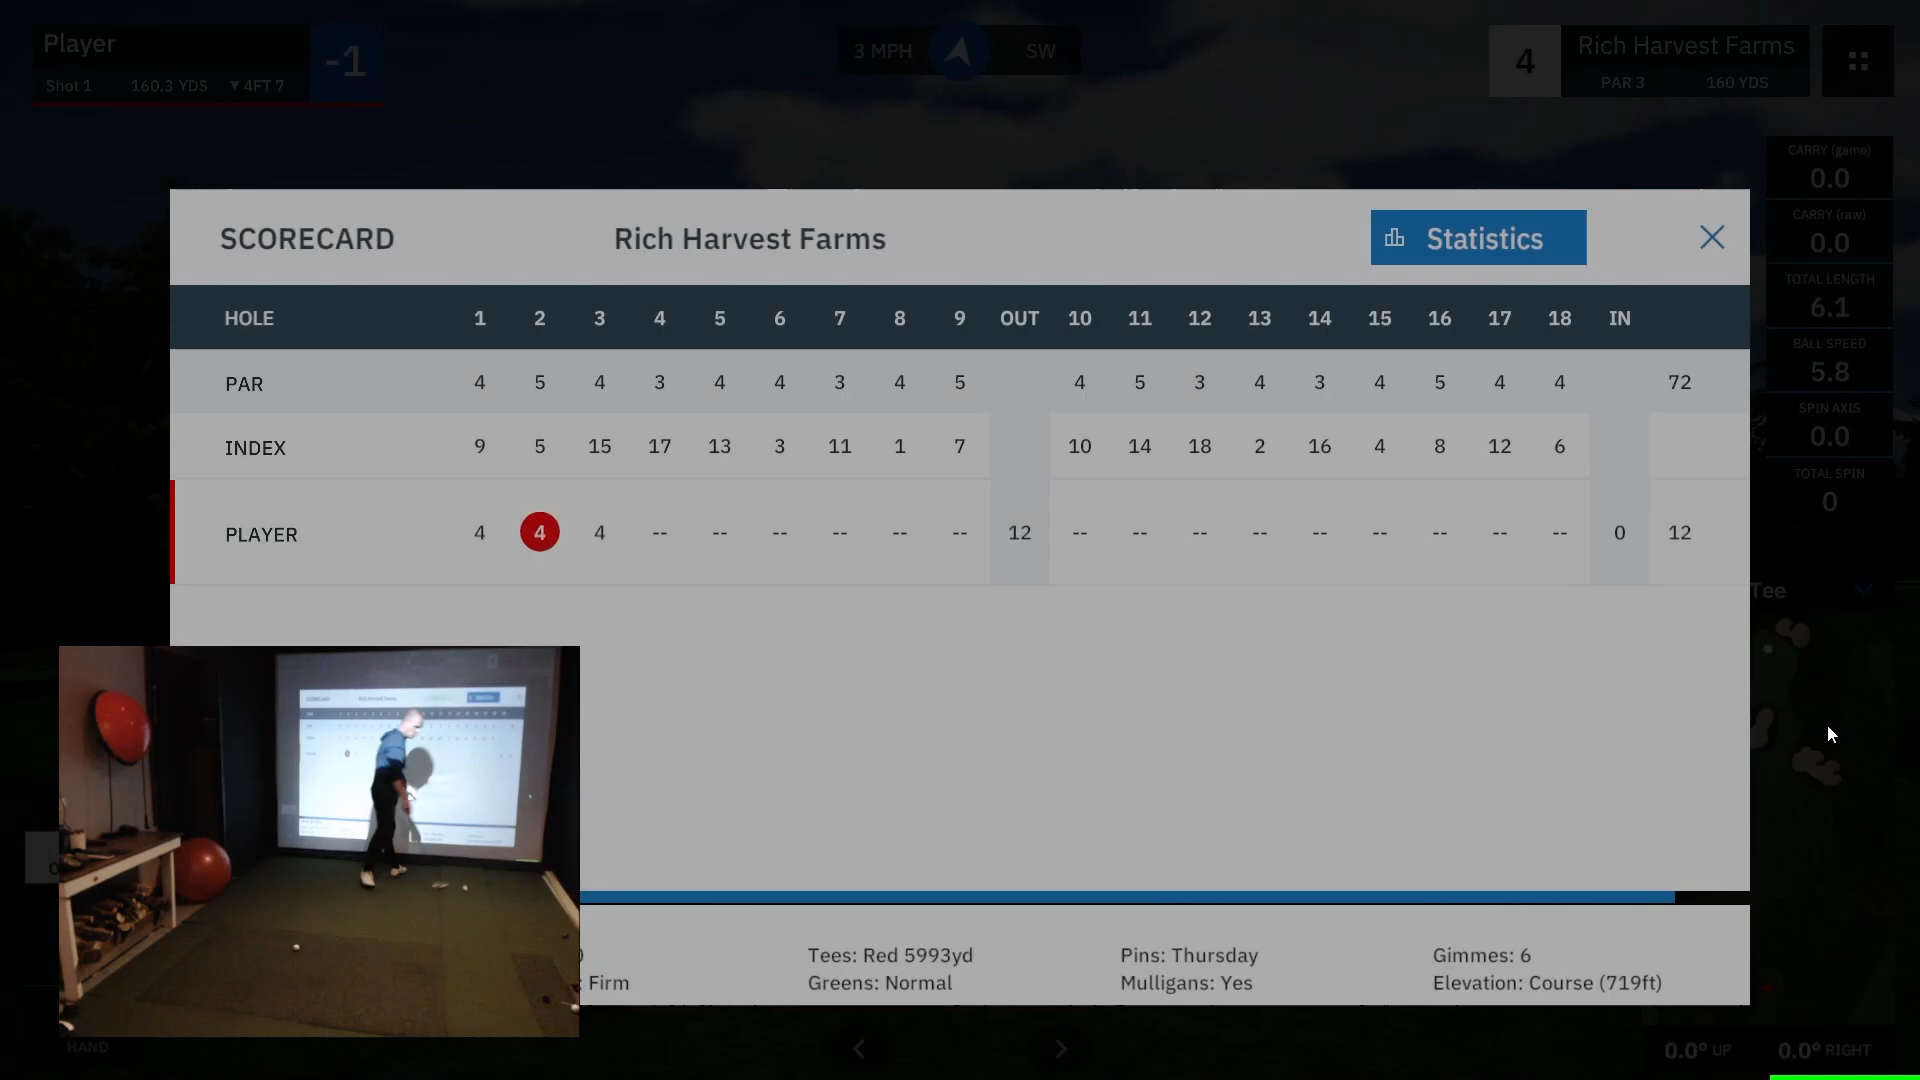 Player
Shot 1 160.3 YDS ▼4FT 7
-1
3 MPH SW
4
Rich Harvest Farms
PAR 3 160 YDS
CARRY (game)
0.0
CARRY (raw)
0.0
TOTAL LENGTH
6.1
BALL SPEED
5.8
SPIN AXIS
0.0
TOTAL SPIN
0
SCORECARD Rich Harvest Farms Statistics
HOLE 1 2 3 4 5 6 7 8 9 OUT 10 11 12 13 14 15 16 17 18 IN
PAR 4 5 4 3 4 4 3 4 5 4 5 3 4 3 4 5 4 4 72
INDEX 9 5 15 17 13 3 11 1 7 10 14 18 2 16 4 8 12 6
PLAYER 4 4 4 -- -- -- -- -- -- 12 -- -- -- -- -- -- -- -- -- 0 12
Tee
Tees: Red 5993yd Pins: Thursday Gimmes: 6
: Firm Greens: Normal Mulligans: Yes Elevation: Course (719ft)
HAND
0.0° UP 0.0° RIGHT